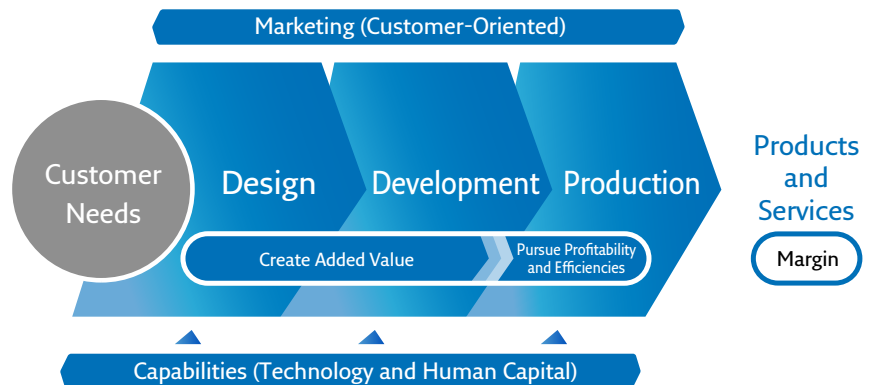 Marketing (Customer-Oriented)
Customer
Needs
Design
Development
Production
Create Added Value
Pursue Profitability
and Efficiencies
Products
and
Services
Margin
Capabilities (Technology and Human Capital)